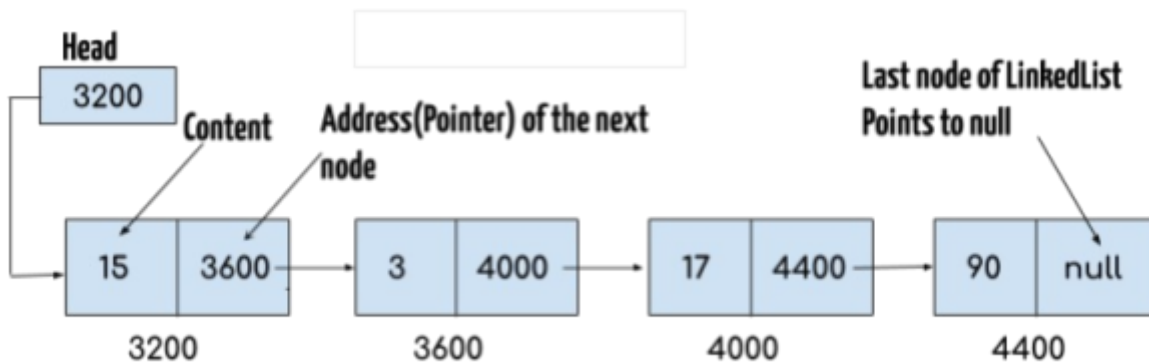 Head
3200
Content
Address(Pointer) of the next
node
Last node of LinkedList
Points to null
15 3600 3 4000 17 4400 90 null
3200 3600 4000 4400